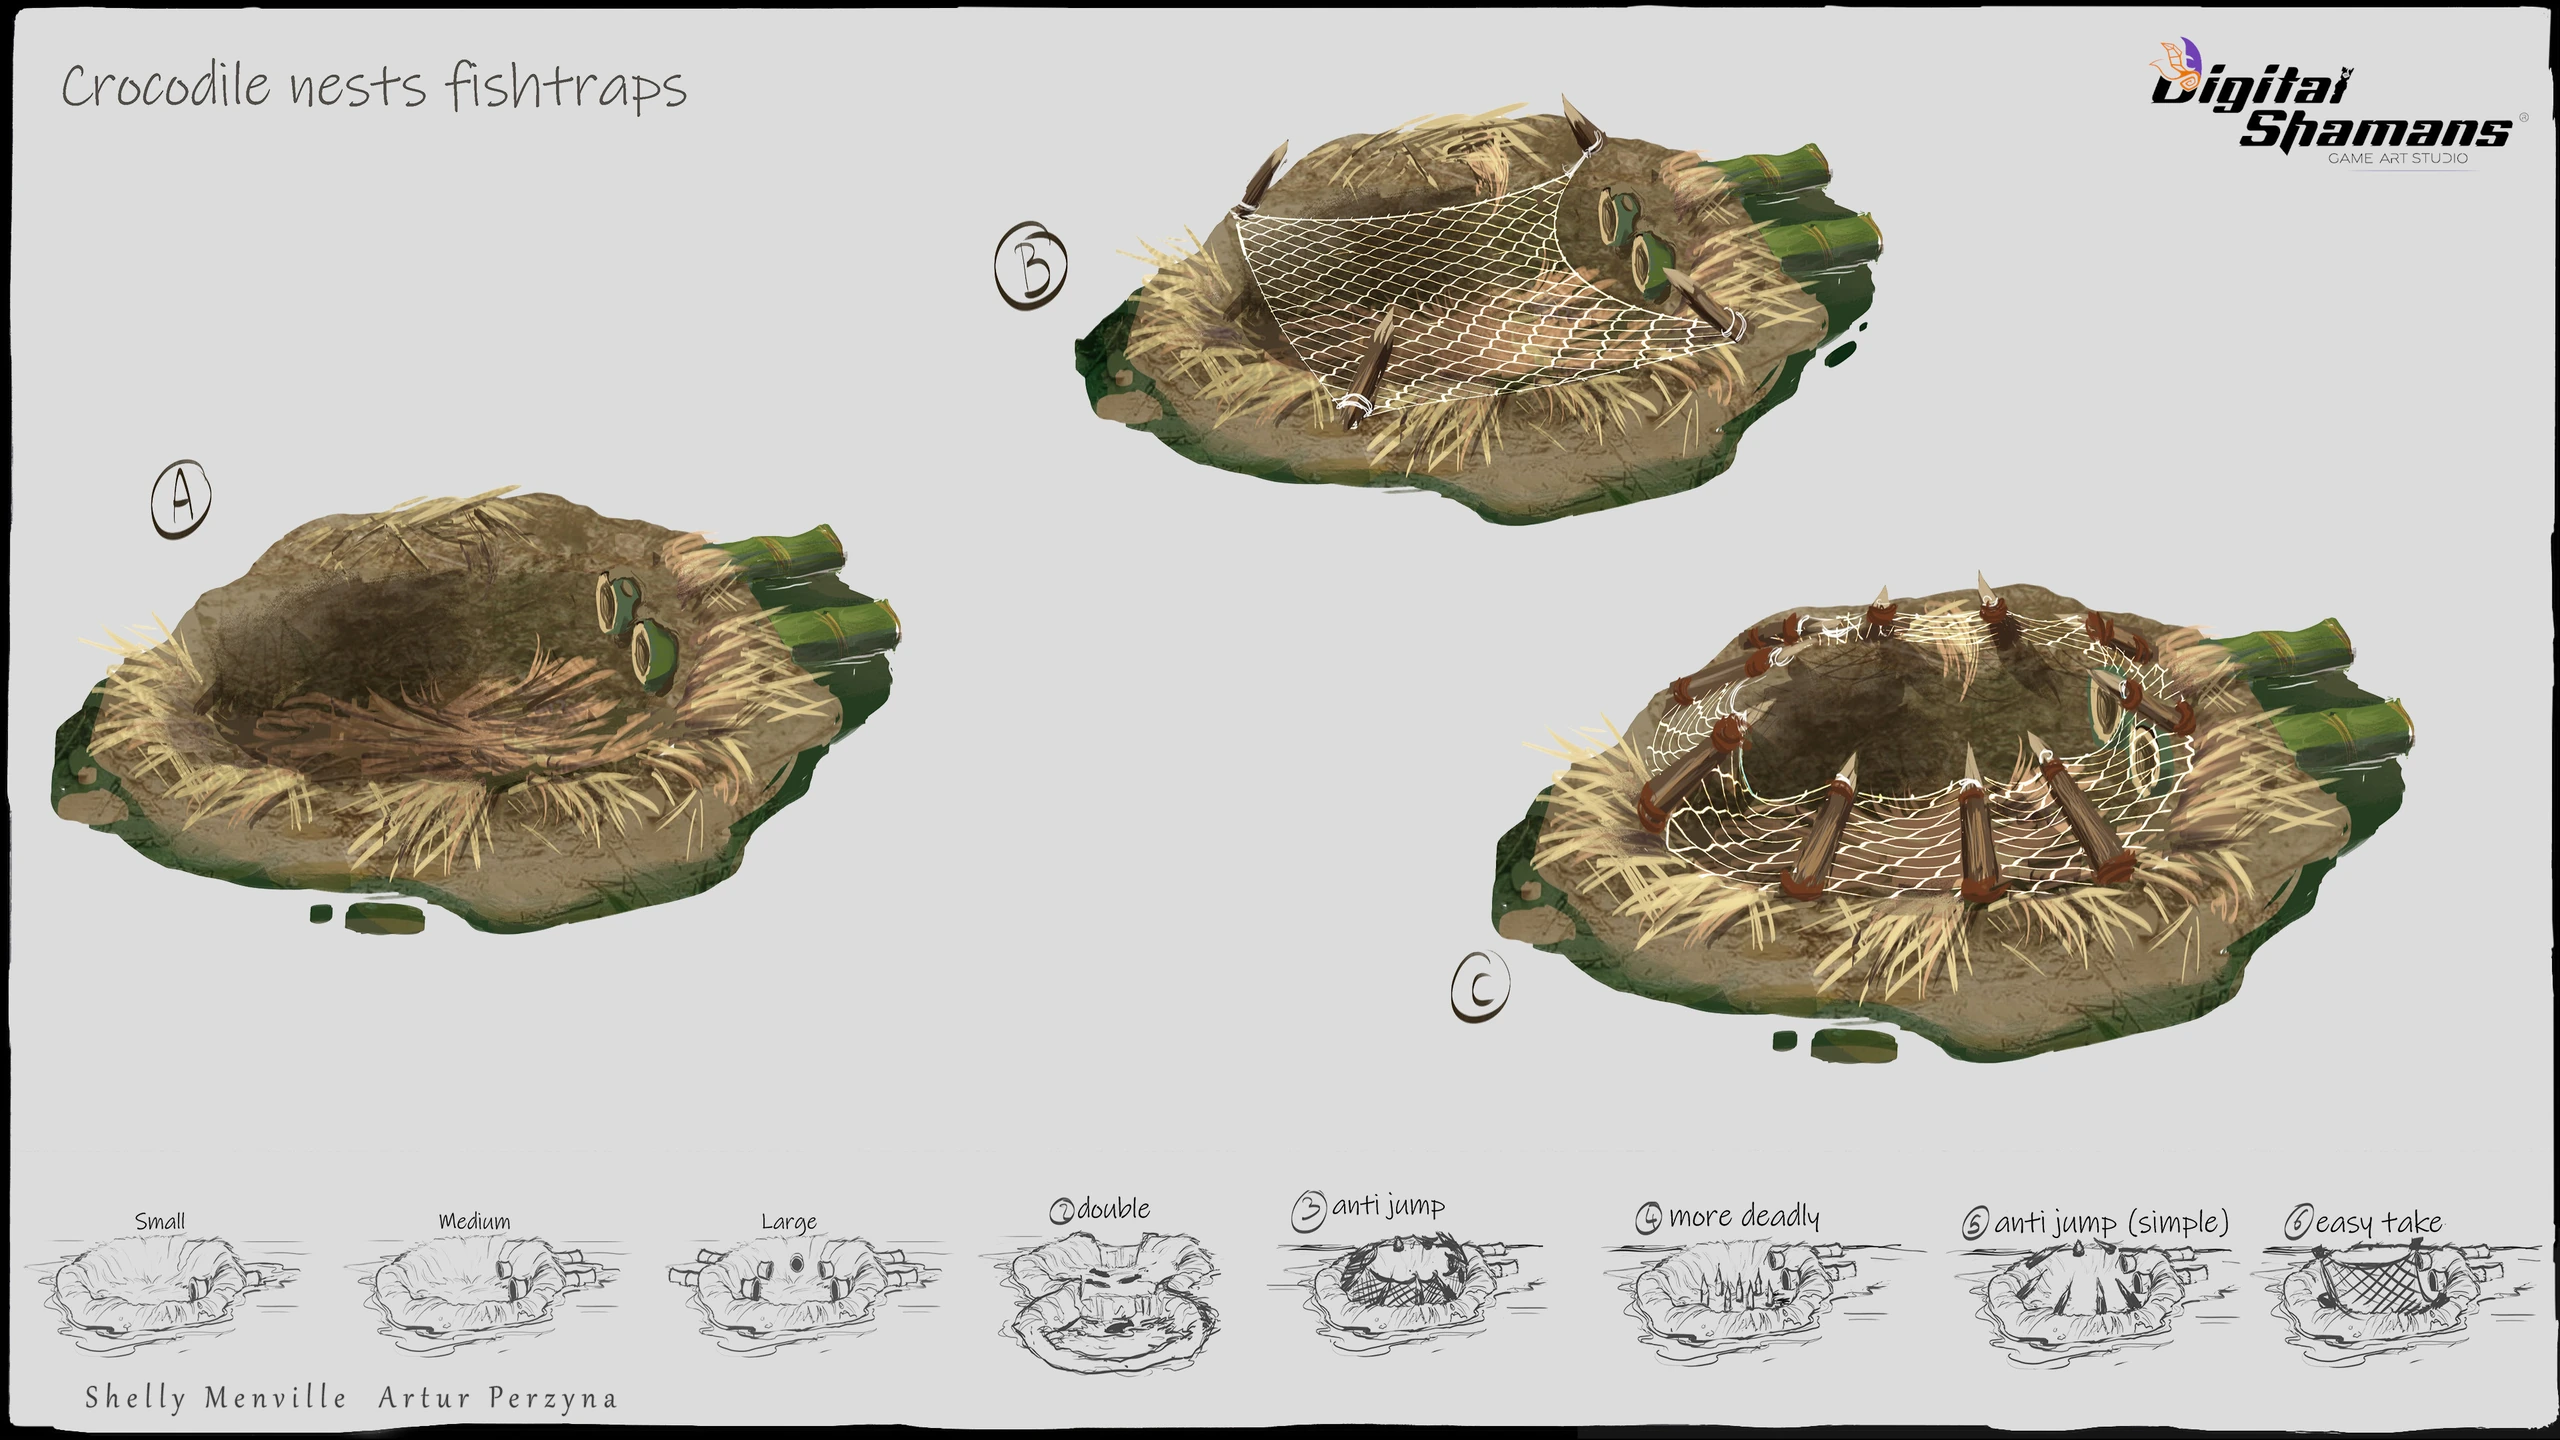 Crocodile nests fishtraps
Digital
Shamans®
GAME ART STUDIO
B
A
C
Small
Medium
Large
2 double
3 anti jump
4 more deadly
5 anti jump (simple)
6 easy take
Shelly Menville Artur Perzyna